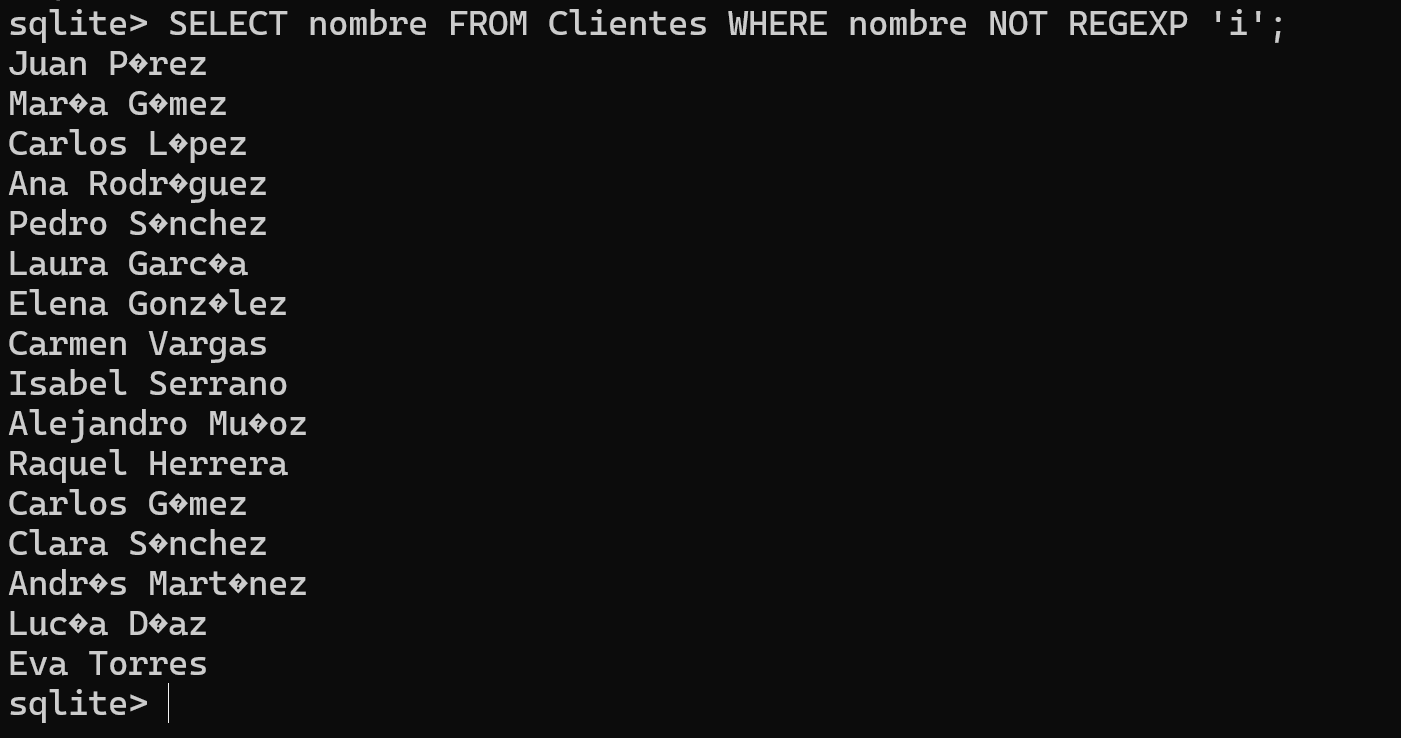 sqlite> SELECT nombre FROM Clientes WHERE nombre NOT REGEXP 'i';
Juan P�rez
Mar�a G�mez
Carlos L�pez
Ana Rodr�guez
Pedro S�nchez
Laura Garc�a
Elena Gonz�lez
Carmen Vargas
Isabel Serrano
Alejandro Mu�oz
Raquel Herrera
Carlos G�mez
Clara S�nchez
Andr�s Mart�nez
Luc�a D�az
Eva Torres
sqlite>